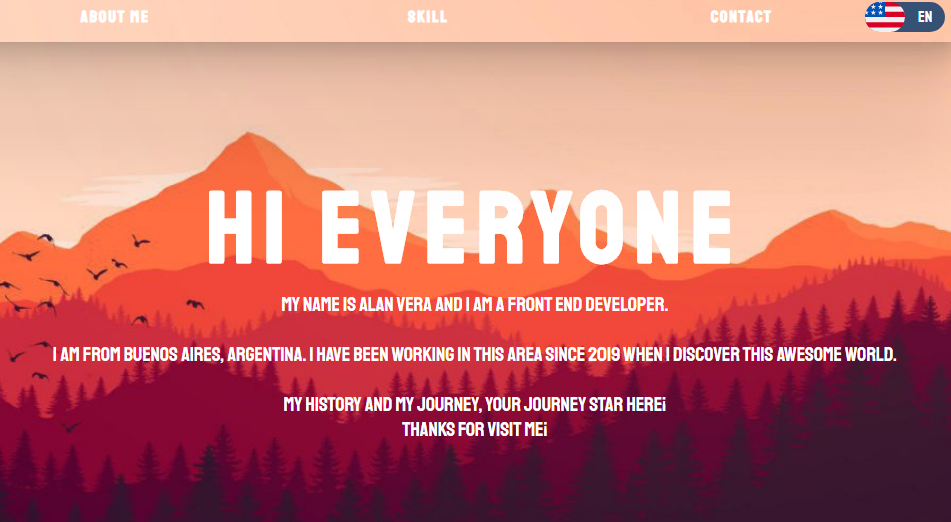 ABOUT ME
SKILL
CONTACT
EN
HI EVERYONE
MY NAME IS ALAN VERA AND I AM A FRONT END DEVELOPER.
I AM FROM BUENOS AIRES, ARGENTINA. I HAVE BEEN WORKING IN THIS AREA SINCE 2019 WHEN I DISCOVER THIS AWESOME WORLD.
MY HISTORY AND MY JOURNEY, YOUR JOURNEY STAR HERE¡
THANKS FOR VISIT ME¡